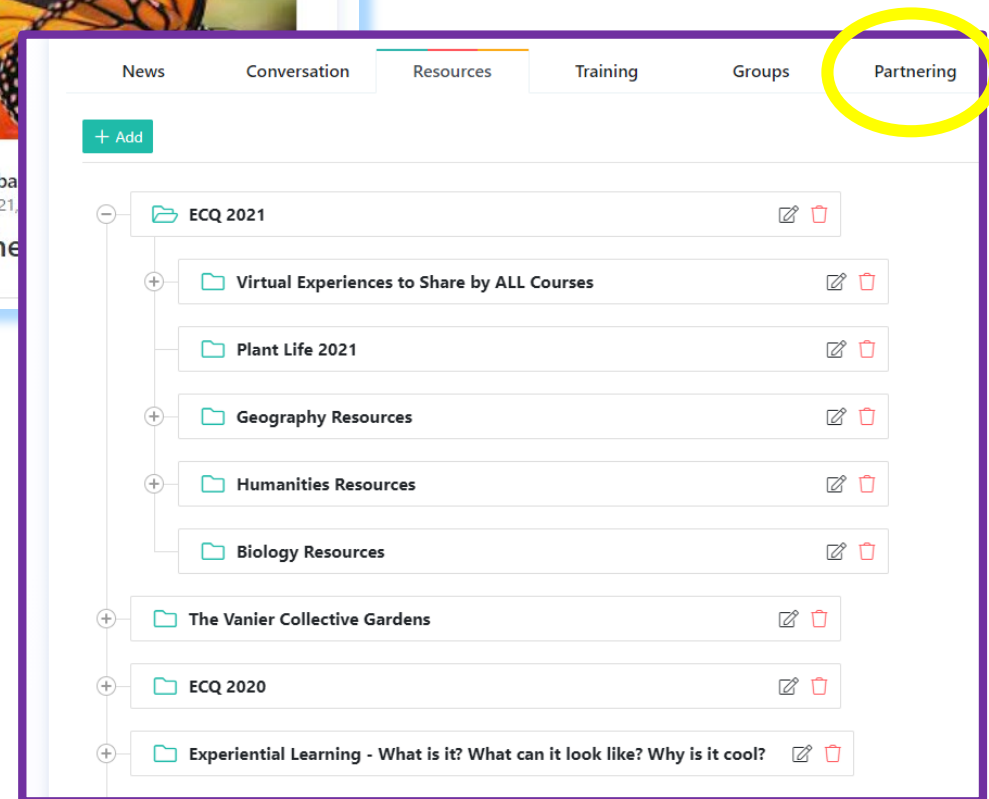 News Conversation Resources Training Groups Partnering
+ Add
21,
ECQ 2021
Virtual Experiences to Share by ALL Courses
Plant Life 2021
Geography Resources
Humanities Resources
Biology Resources
The Vanier Collective Gardens
ECQ 2020
Experiential Learning - What is it? What can it look like? Why is it cool?